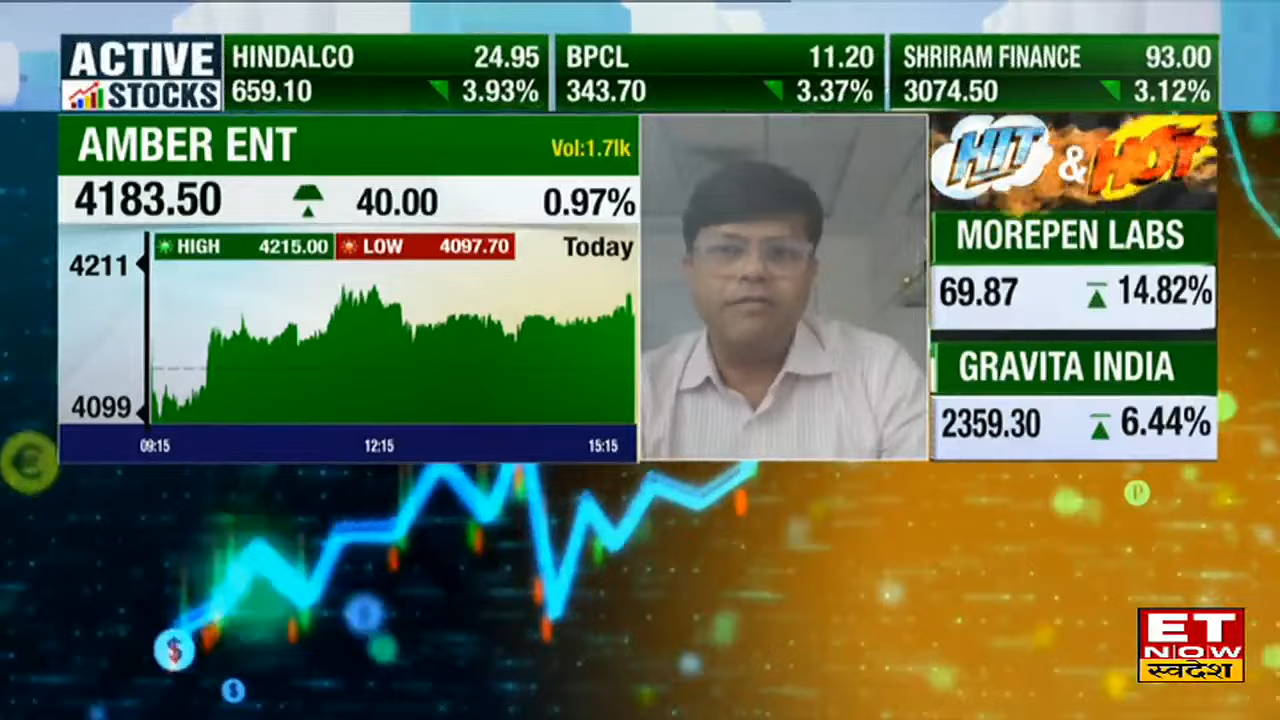 ACTIVE STOCKS
HINDALCO 24.95
659.10 3.93%
BPCL 11.20
343.70 3.37%
SHRIRAM FINANCE 93.00
3074.50 3.12%
AMBER ENT Vol:1.7lk
4183.50 40.00 0.97%
HIGH 4215.00 LOW 4097.70 Today
4211
4099
09:15 12:15 15:15
HIT & HOT
MOREPEN LABS
69.87 14.82%
GRAVITA INDIA
2359.30 6.44%
€
$
$
P
ET
NOW
स्वदेश